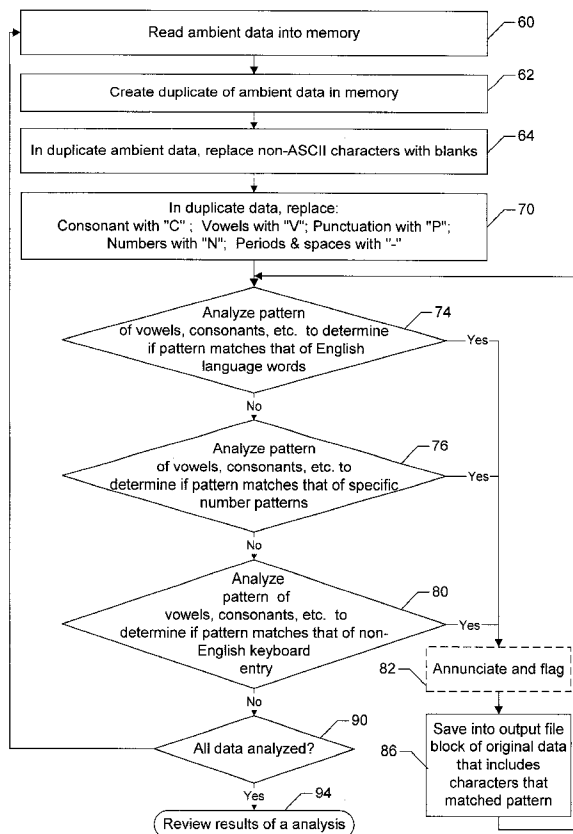 Read ambient data into memory
60
Create duplicate of ambient data in memory
62
In duplicate ambient data, replace non-ASCII characters with blanks
64
In duplicate data, replace:
Consonant with "C" ; Vowels with "V"; Punctuation with "P";
Numbers with "N"; Periods & spaces with "-"
70
Analyze pattern
of vowels, consonants, etc. to determine
if pattern matches that of English
language words
74
Yes
No
Analyze pattern
of vowels, consonants, etc. to
determine if pattern matches that of specific
number patterns
76
Yes
No
Analyze
pattern of
vowels, consonants, etc. to
determine if pattern matches that of non-
English keyboard
entry
80
Yes
No
82
Annunciate and flag
86
Save into output file
block of original data
that includes
characters that
matched pattern
All data analyzed?
90
Yes
94
Review results of a analysis